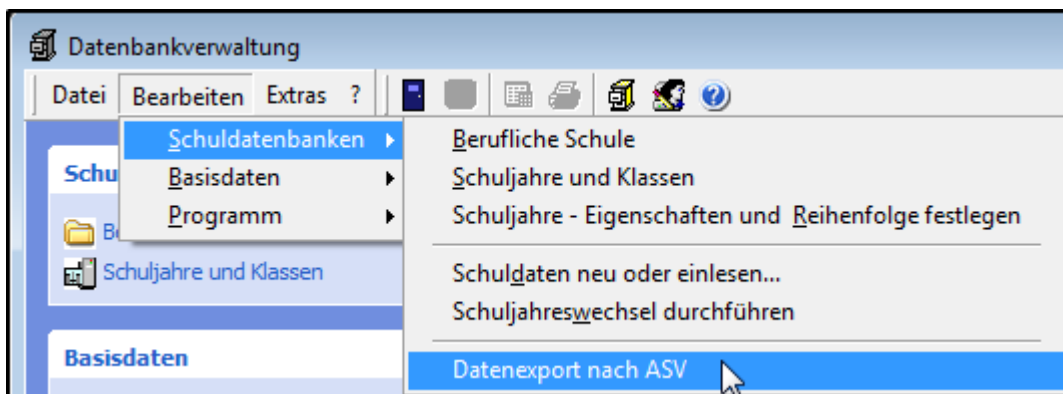 Datenbankverwaltung
Datei Bearbeiten Extras ?
Schuldatenbanken
Basisdaten
Programm
Berufliche Schule
Schuljahre und Klassen
Schuljahre - Eigenschaften und Reihenfolge festlegen
Schuldaten neu oder einlesen...
Schuljahreswechsel durchführen
Datenexport nach ASV
Schu
Schuljahre und Klassen
Basisdaten